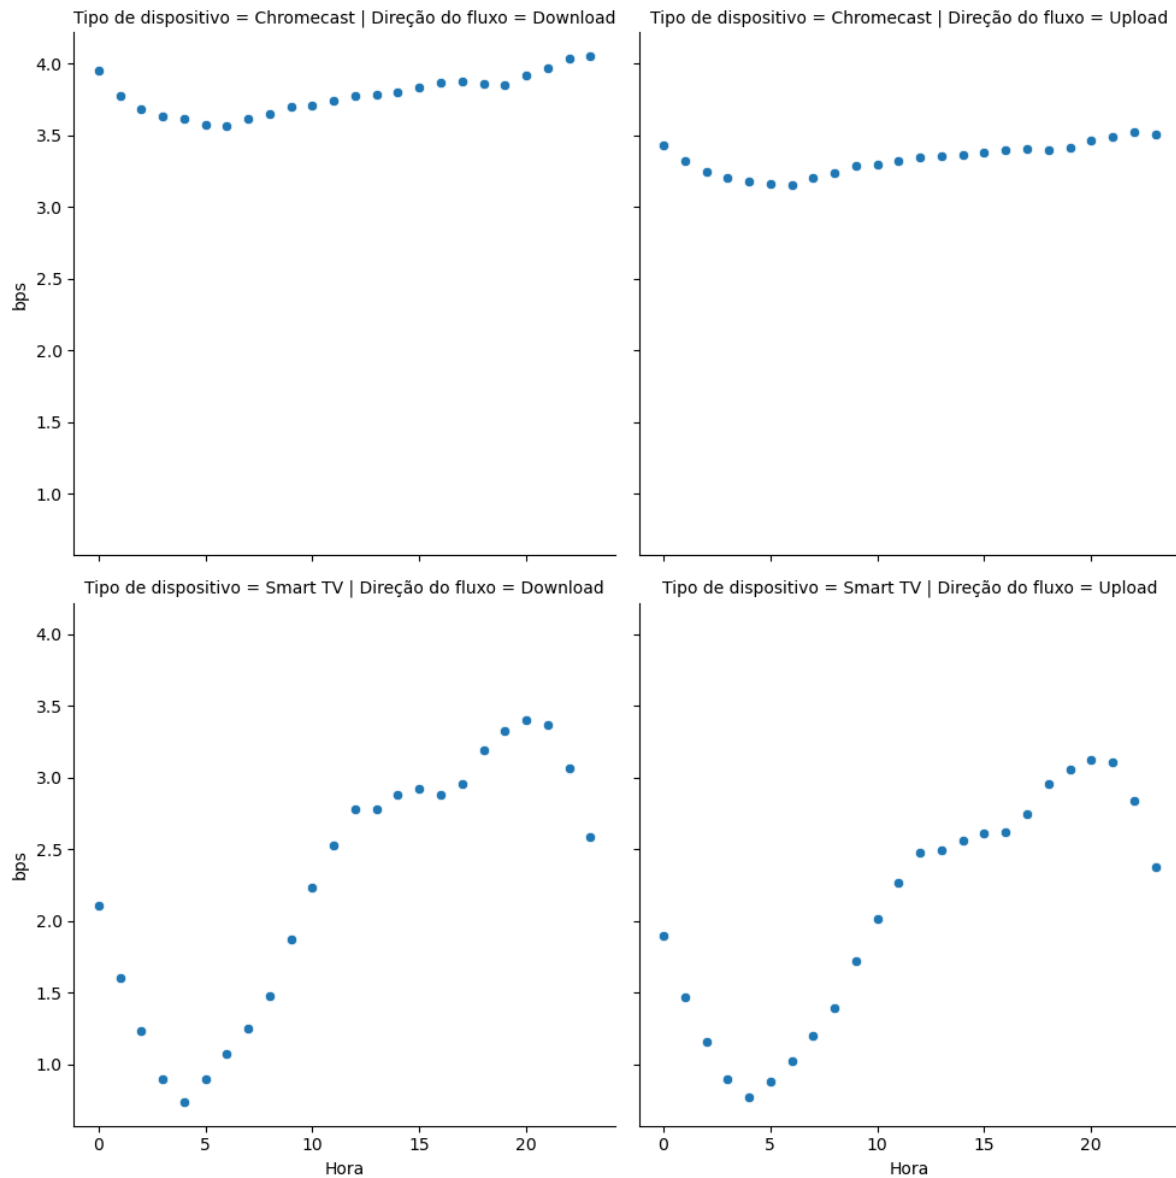 Tipo de dispositivo = Chromecast | Direção do fluxo = Download
Tipo de dispositivo = Chromecast | Direção do fluxo = Upload
4.0
3.5
3.0
2.5
2.0
1.5
1.0
bps
Tipo de dispositivo = Smart TV | Direção do fluxo = Download
Tipo de dispositivo = Smart TV | Direção do fluxo = Upload
4.0
3.5
3.0
2.5
2.0
1.5
1.0
bps
0 5 10 15 20
Hora
0 5 10 15 20
Hora